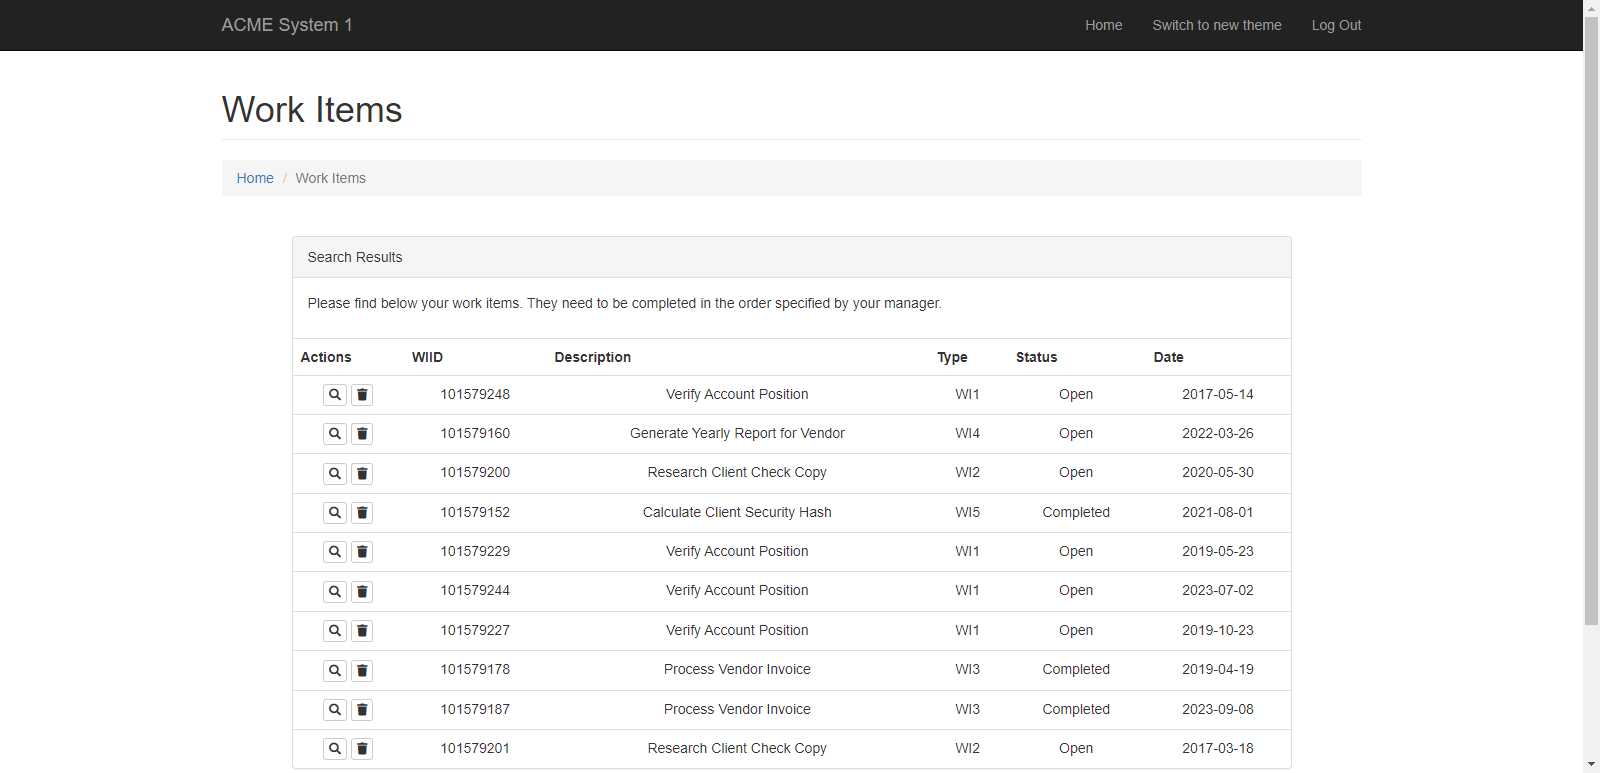 ACME System 1 Home Switch to new theme Log Out
Work Items
Home / Work Items
Search Results
Please find below your work items. They need to be completed in the order specified by your manager.
Actions WIID Description Type Status Date
101579248 Verify Account Position WI1 Open 2017-05-14
101579160 Generate Yearly Report for Vendor WI4 Open 2022-03-26
101579200 Research Client Check Copy WI2 Open 2020-05-30
101579152 Calculate Client Security Hash WI5 Completed 2021-08-01
101579229 Verify Account Position WI1 Open 2019-05-23
101579244 Verify Account Position WI1 Open 2023-07-02
101579227 Verify Account Position WI1 Open 2019-10-23
101579178 Process Vendor Invoice WI3 Completed 2019-04-19
101579187 Process Vendor Invoice WI3 Completed 2023-09-08
101579201 Research Client Check Copy WI2 Open 2017-03-18